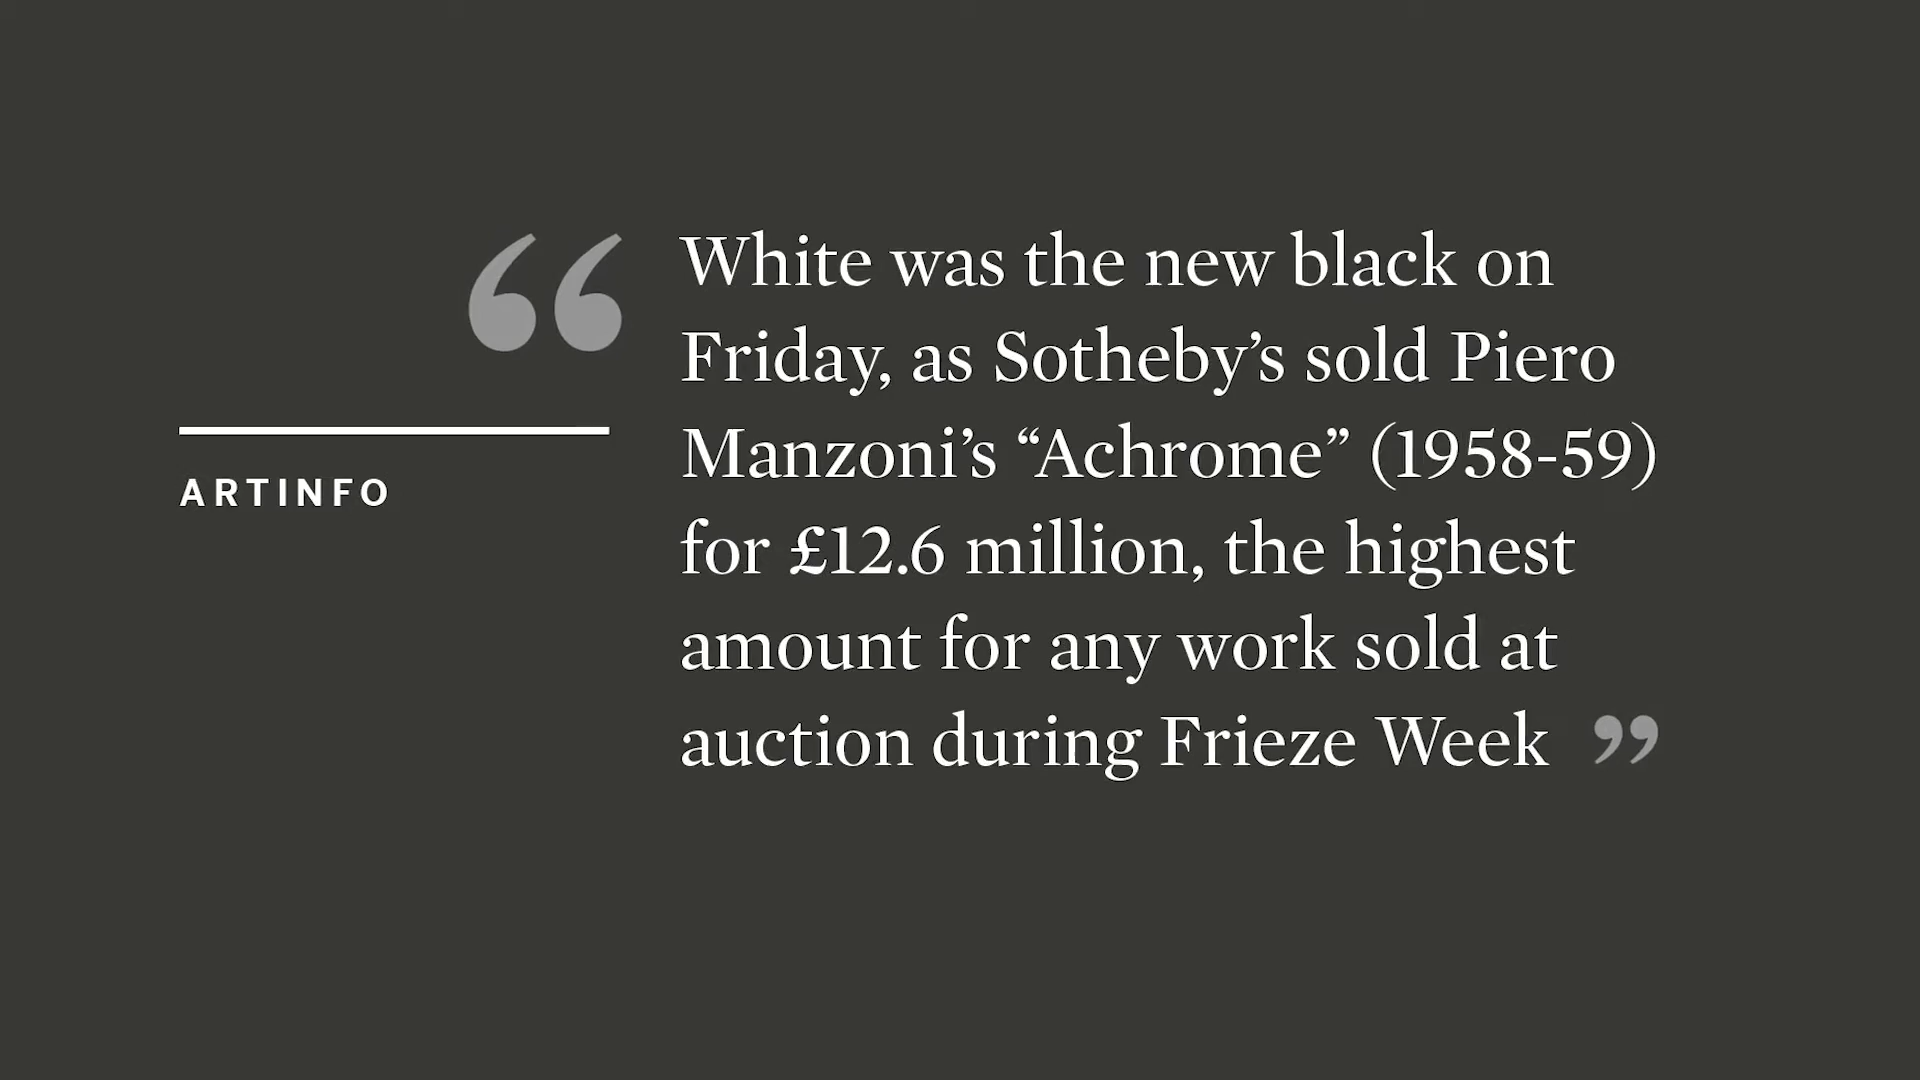 “
White was the new black on
Friday, as Sotheby’s sold Piero
Manzoni’s “Achrome” (1958-59)
for £12.6 million, the highest
amount for any work sold at
auction during Frieze Week ”
ARTINFO